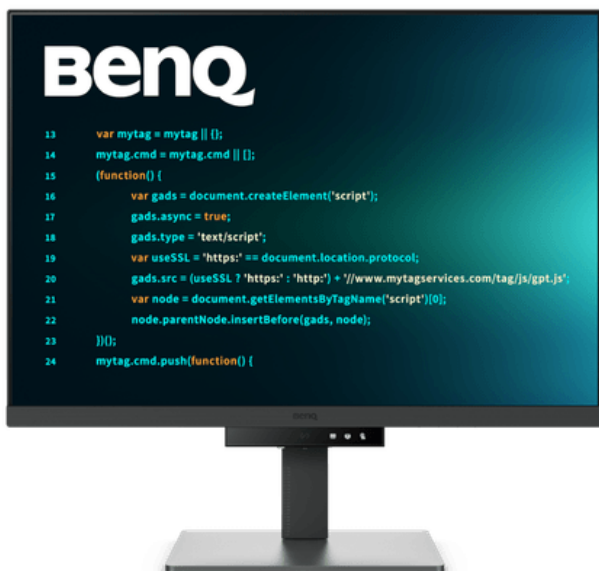 BenQ
13 var mytag = mytag || {};
14 mytag.cmd = mytag.cmd || [];
15 (function() {
16 var gads = document.createElement('script');
17 gads.async = true;
18 gads.type = 'text/script';
19 var useSSL = 'https:' == document.location.protocol;
20 gads.src = (useSSL ? 'https:' : 'http:') + '//www.mytagservices.com/tag/js/gpt.js';
21 var node = document.getElementsByTagName('script')[0];
22 node.parentNode.insertBefore(gads, node);
23 })();
24 mytag.cmd.push(function() {
BenQ